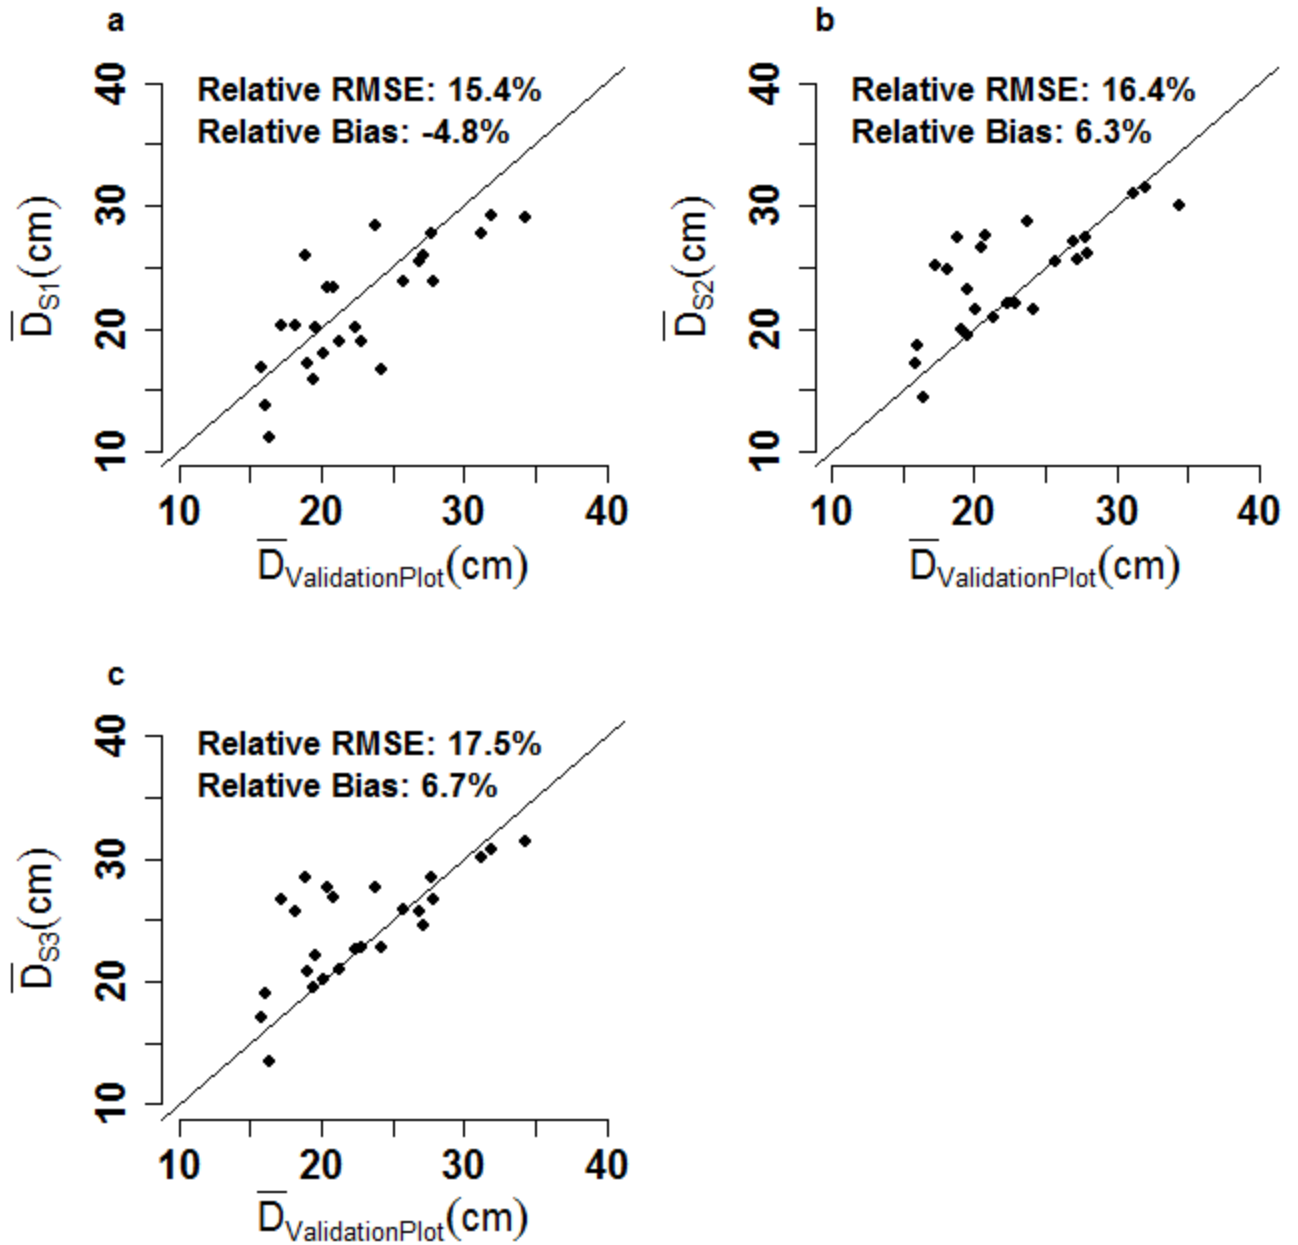 a
Relative RMSE: 15.4%
Relative Bias: -4.8%
40
30
20
10
D̅S1(cm)
10 20 30 40
D̅ValidationPlot(cm)
b
Relative RMSE: 16.4%
Relative Bias: 6.3%
40
30
20
10
D̅S2(cm)
10 20 30 40
D̅ValidationPlot(cm)
c
Relative RMSE: 17.5%
Relative Bias: 6.7%
40
30
20
10
D̅S3(cm)
10 20 30 40
D̅ValidationPlot(cm)